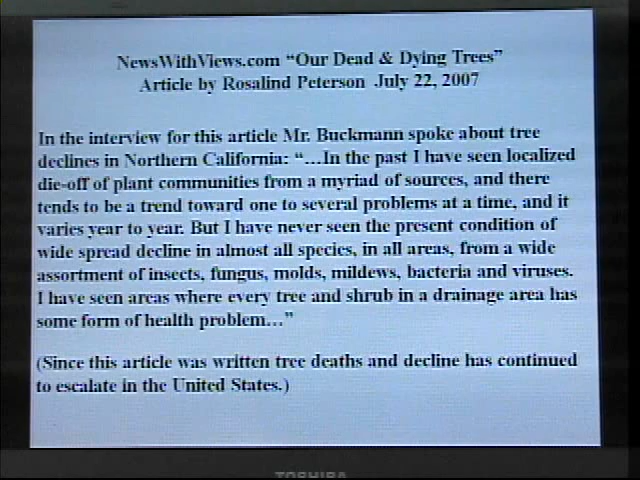 NewsWithViews.com “Our Dead & Dying Trees”
Article by Rosalind Peterson July 22, 2007
In the interview for this article Mr. Buckmann spoke about tree
declines in Northern California: “…In the past I have seen localized
die-off of plant communities from a myriad of sources, and there
tends to be a trend toward one to several problems at a time, and it
varies year to year. But I have never seen the present condition of
wide spread decline in almost all species, in all areas, from a wide
assortment of insects, fungus, molds, mildews, bacteria and viruses.
I have seen areas where every tree and shrub in a drainage area has
some form of health problem…”
(Since this article was written tree deaths and decline has continued
to escalate in the United States.)
TOSHIBA